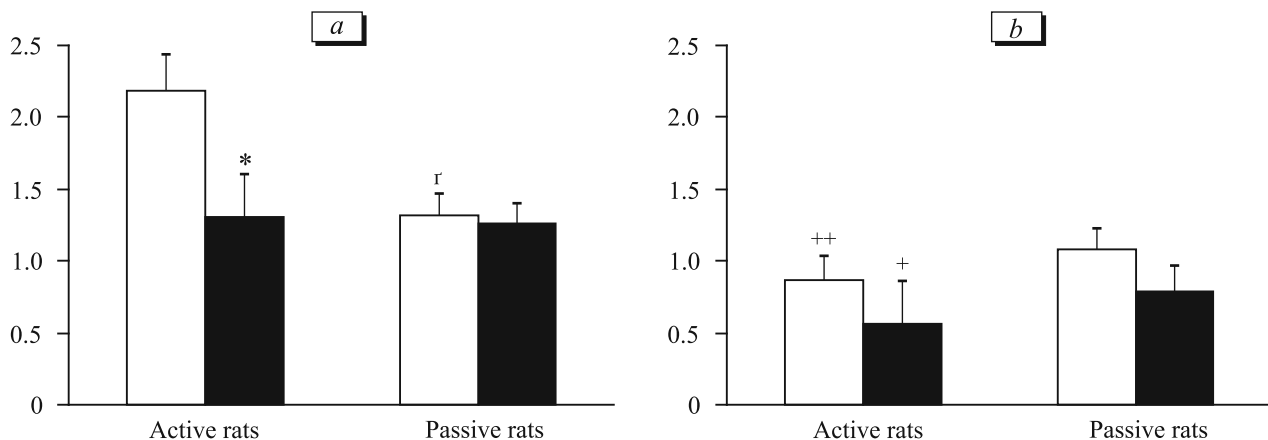 a
2.5
2.0
1.5
1.0
0.5
0
*
r
Active rats
Passive rats
b
2.5
2.0
1.5
1.0
0.5
0
++
+
Active rats
Passive rats